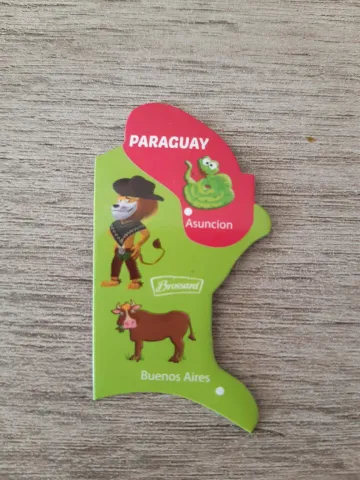 PARAGUAY
Asuncion
Brossard
Buenos Aires